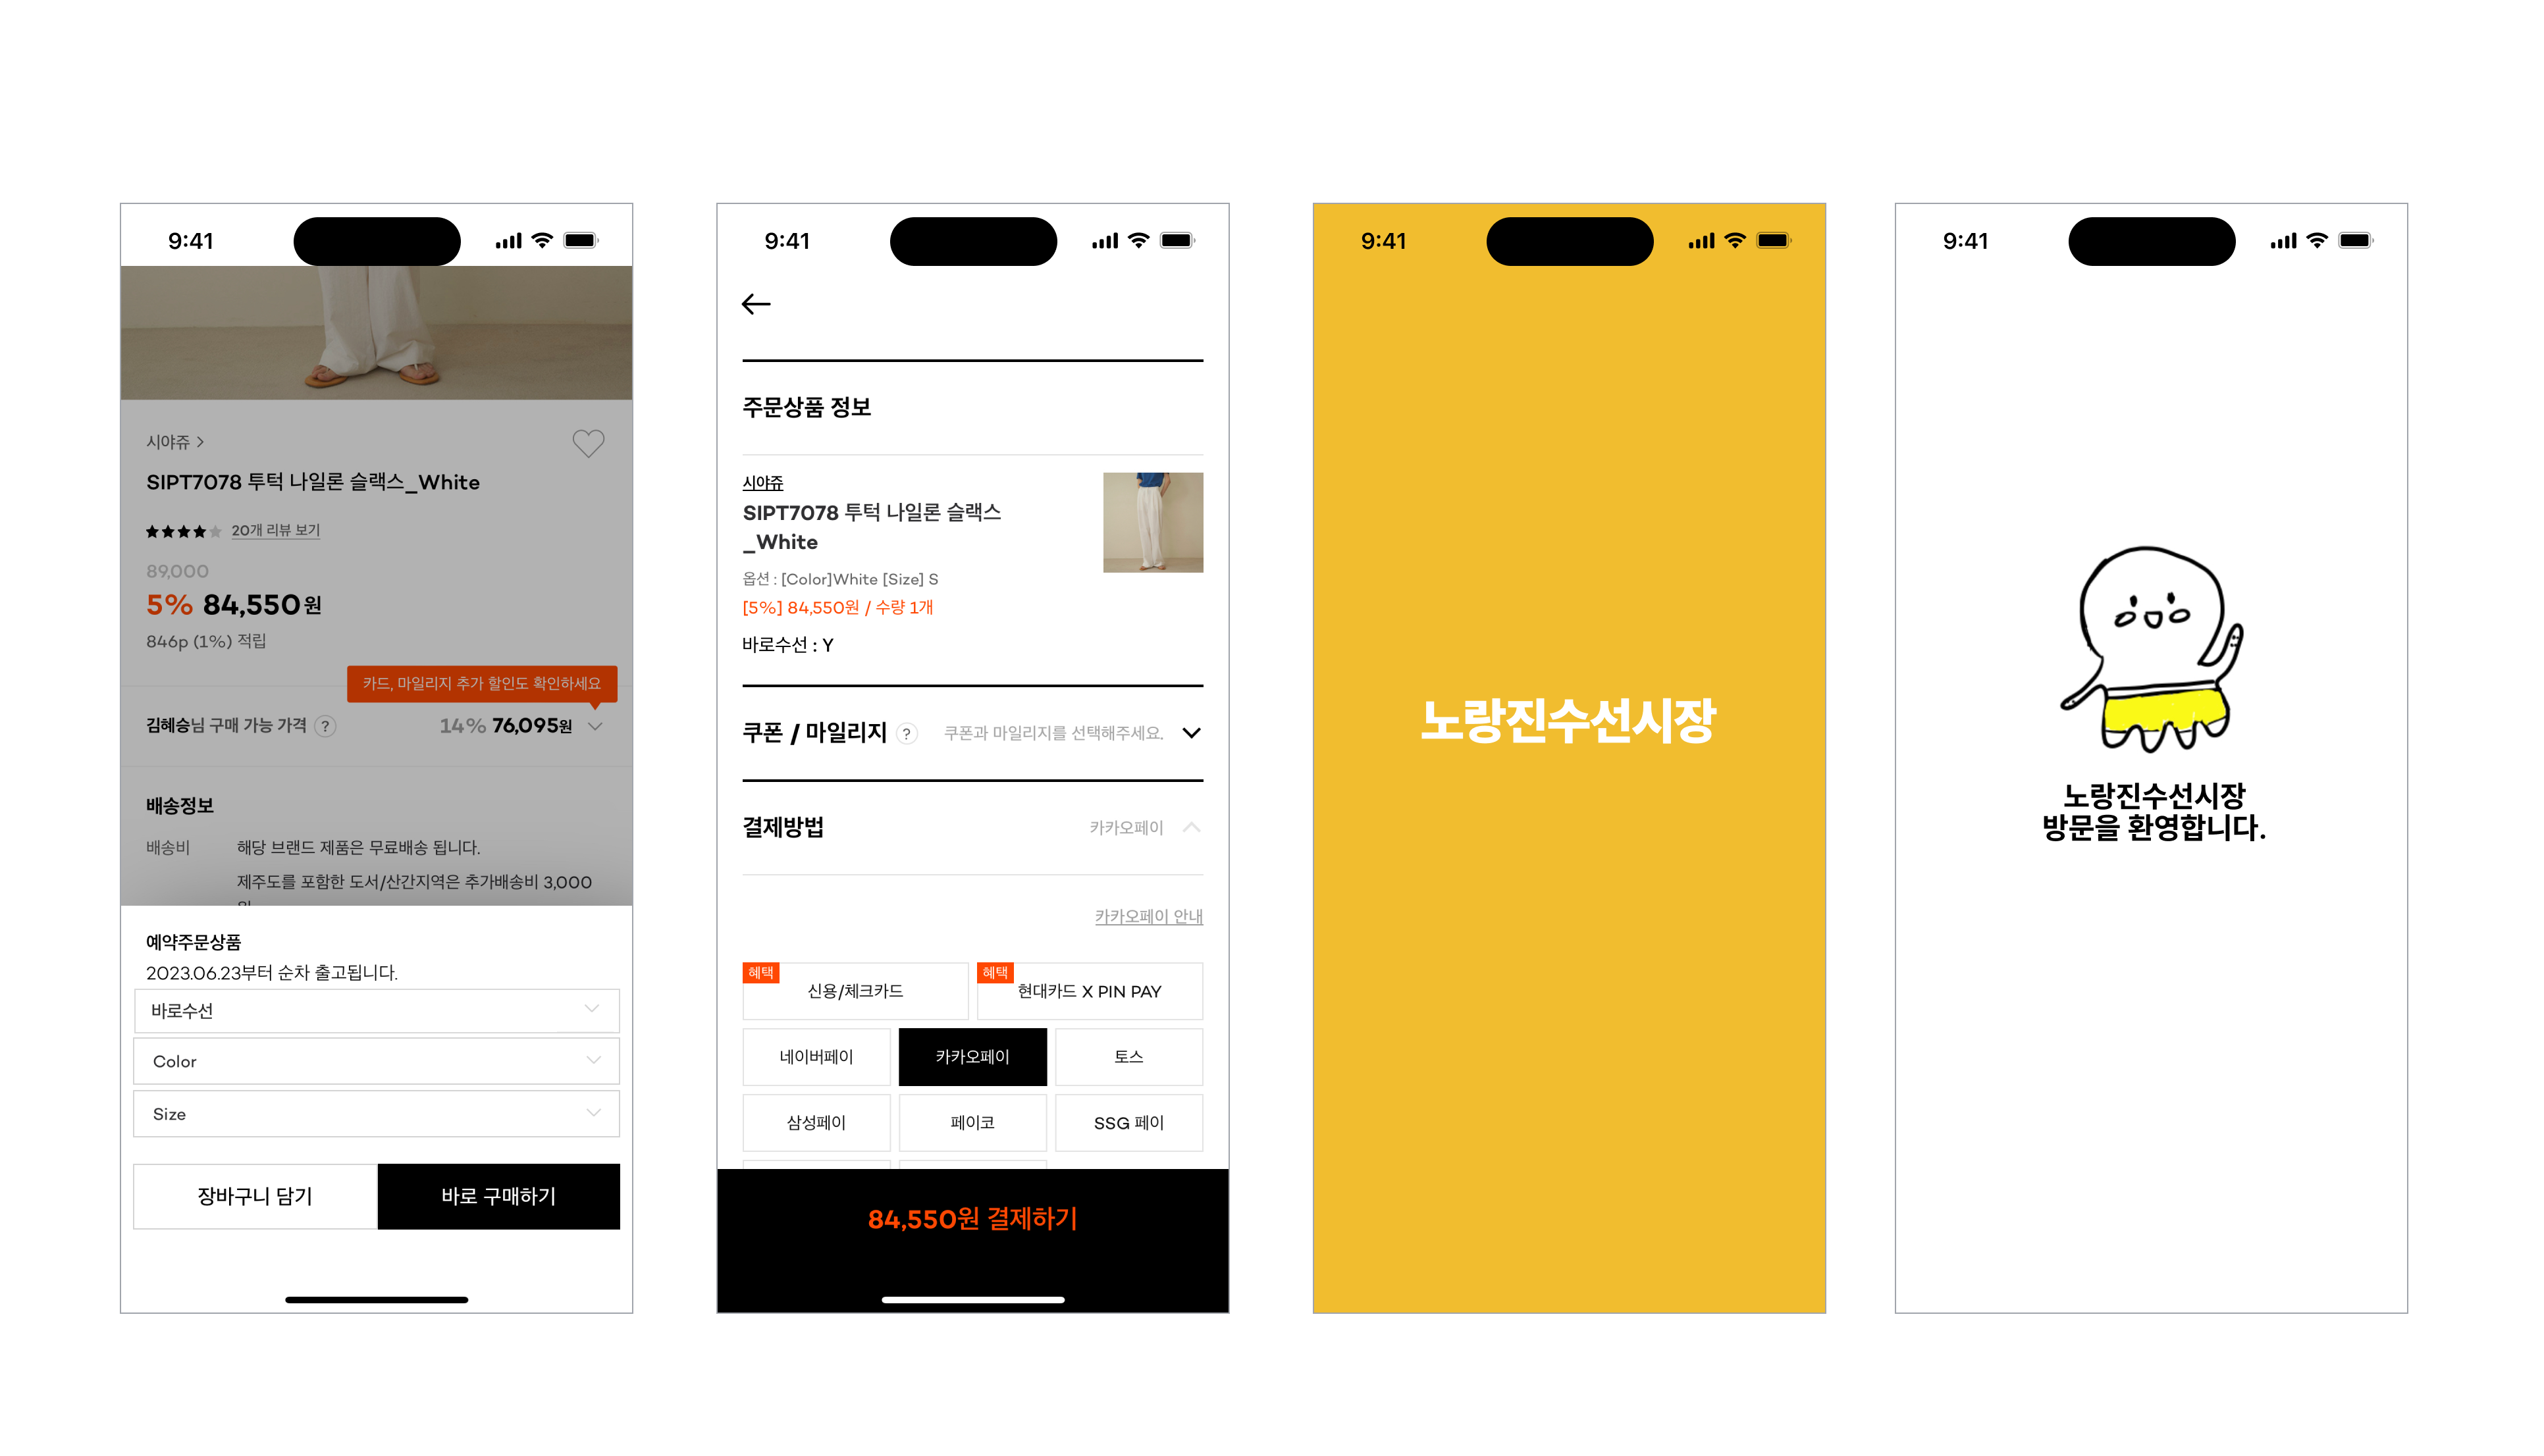 9:41
시야쥬 >
SIPT7078 투턱 나일론 슬랙스_White
20개 리뷰 보기
89,000
5% 84,550원
846p (1%) 적립
카드, 마일리지 추가 할인도 확인하세요
김혜승님 구매 가능 가격 ? 14% 76,095원
배송정보
배송비 해당 브랜드 제품은 무료배송 됩니다.
제주도를 포함한 도서/산간지역은 추가배송비 3,000
예약주문상품
2023.06.23부터 순차 출고됩니다.
바로수선
Color
Size
장바구니 담기 바로 구매하기
9:41
주문상품 정보
시야쥬
SIPT7078 투턱 나일론 슬랙스
_White
옵션 : [Color]White [Size] S
[5%] 84,550원 / 수량 1개
바로수선 : Y
쿠폰 / 마일리지 ? 쿠폰과 마일리지를 선택해주세요.
결제방법 카카오페이
카카오페이 안내
혜택 신용/체크카드 혜택 현대카드 X PIN PAY
네이버페이 카카오페이 토스
삼성페이 페이코 SSG 페이
84,550원 결제하기
9:41
노랑진수선시장
9:41
노랑진수선시장
방문을 환영합니다.